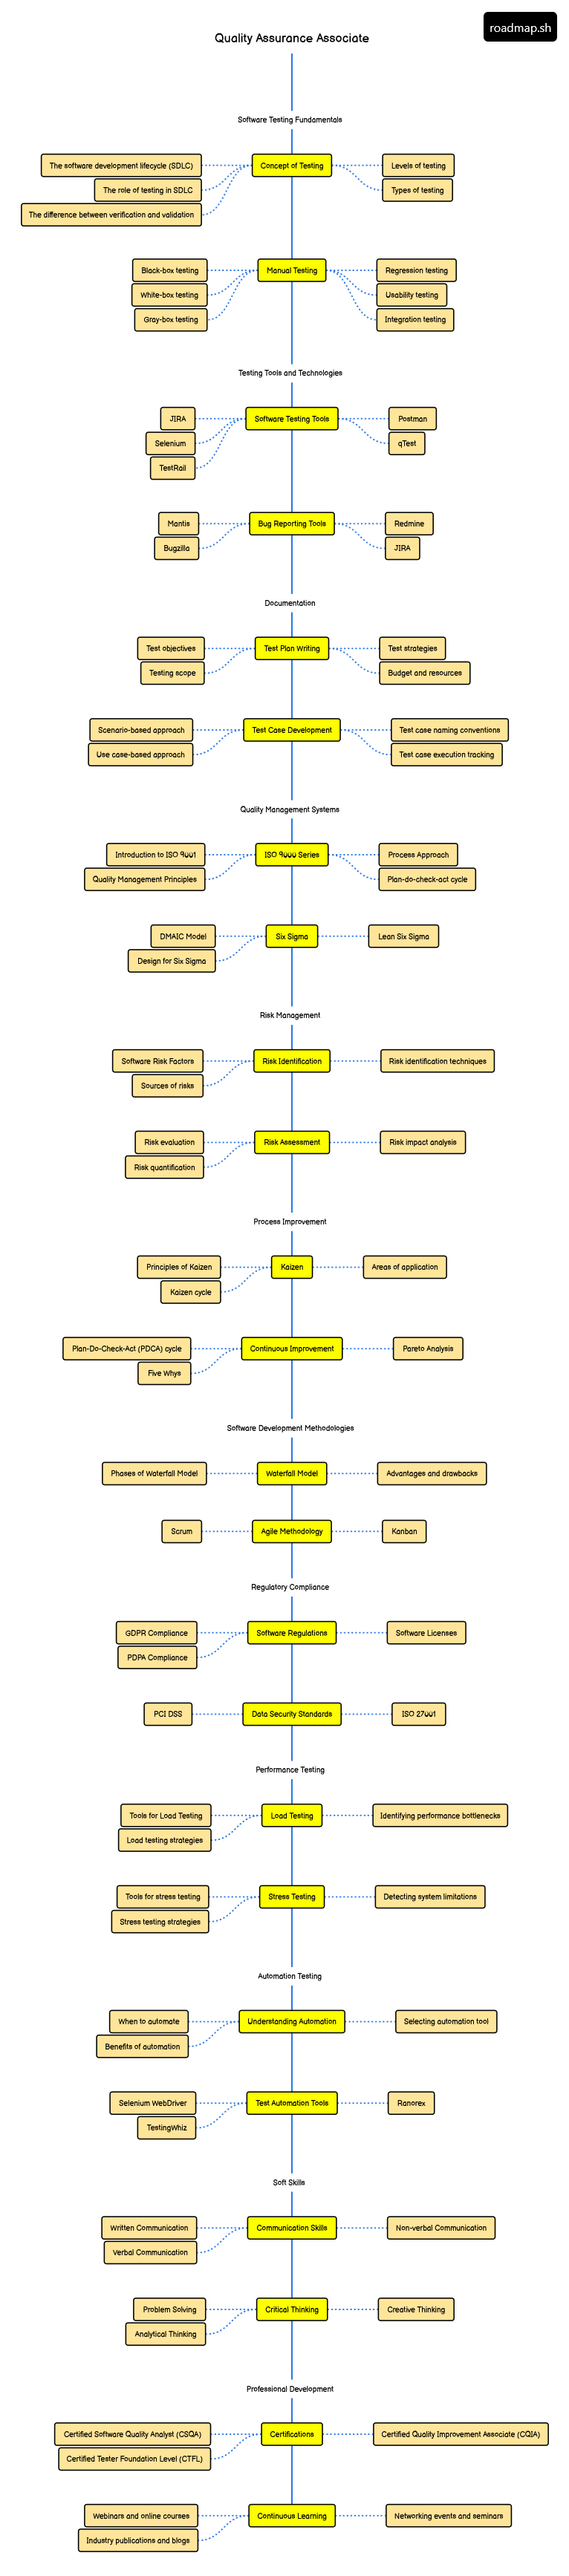 roadmap.sh
Quality Assurance Associate
Software Testing Fundamentals
The software development lifecycle (SDLC)
Concept of Testing
Levels of testing
The role of testing in SDLC
Types of testing
The difference between verification and validation
Black-box testing
Manual Testing
Regression testing
White-box testing
Usability testing
Gray-box testing
Integration testing
Testing Tools and Technologies
JIRA
Software Testing Tools
Postman
Selenium
qTest
TestRail
Mantis
Bug Reporting Tools
Redmine
Bugzilla
JIRA
Documentation
Test objectives
Test Plan Writing
Test strategies
Testing scope
Budget and resources
Scenario-based approach
Test Case Development
Test case naming conventions
Use case-based approach
Test case execution tracking
Quality Management Systems
Introduction to ISO 9001
ISO 9000 Series
Process Approach
Quality Management Principles
Plan-do-check-act cycle
DMAIC Model
Six Sigma
Lean Six Sigma
Design for Six Sigma
Risk Management
Software Risk Factors
Risk Identification
Risk identification techniques
Sources of risks
Risk evaluation
Risk Assessment
Risk impact analysis
Risk quantification
Process Improvement
Principles of Kaizen
Kaizen
Areas of application
Kaizen cycle
Plan-Do-Check-Act (PDCA) cycle
Continuous Improvement
Pareto Analysis
Five Whys
Software Development Methodologies
Phases of Waterfall Model
Waterfall Model
Advantages and drawbacks
Scrum
Agile Methodology
Kanban
Regulatory Compliance
GDPR Compliance
Software Regulations
Software Licenses
PDPA Compliance
PCI DSS
Data Security Standards
ISO 27001
Performance Testing
Tools for Load Testing
Load Testing
Identifying performance bottlenecks
Load testing strategies
Tools for stress testing
Stress Testing
Detecting system limitations
Stress testing strategies
Automation Testing
When to automate
Understanding Automation
Selecting automation tool
Benefits of automation
Selenium WebDriver
Test Automation Tools
Ranorex
TestingWhiz
Soft Skills
Written Communication
Communication Skills
Non-verbal Communication
Verbal Communication
Problem Solving
Critical Thinking
Creative Thinking
Analytical Thinking
Professional Development
Certified Software Quality Analyst (CSQA)
Certifications
Certified Quality Improvement Associate (CQIA)
Certified Tester Foundation Level (CTFL)
Webinars and online courses
Continuous Learning
Networking events and seminars
Industry publications and blogs